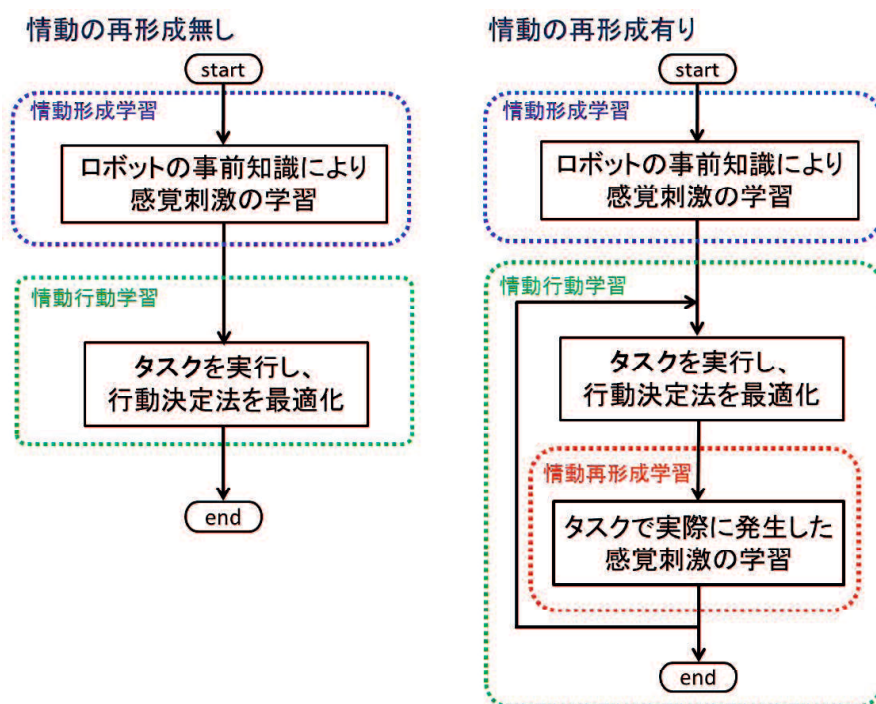 情動の再形成無し
start
情動形成学習
ロボットの事前知識により
感覚刺激の学習
情動行動学習
タスクを実行し、
行動決定法を最適化
end
情動の再形成有り
start
情動形成学習
ロボットの事前知識により
感覚刺激の学習
情動行動学習
タスクを実行し、
行動決定法を最適化
情動再形成学習
タスクで実際に発生した
感覚刺激の学習
end